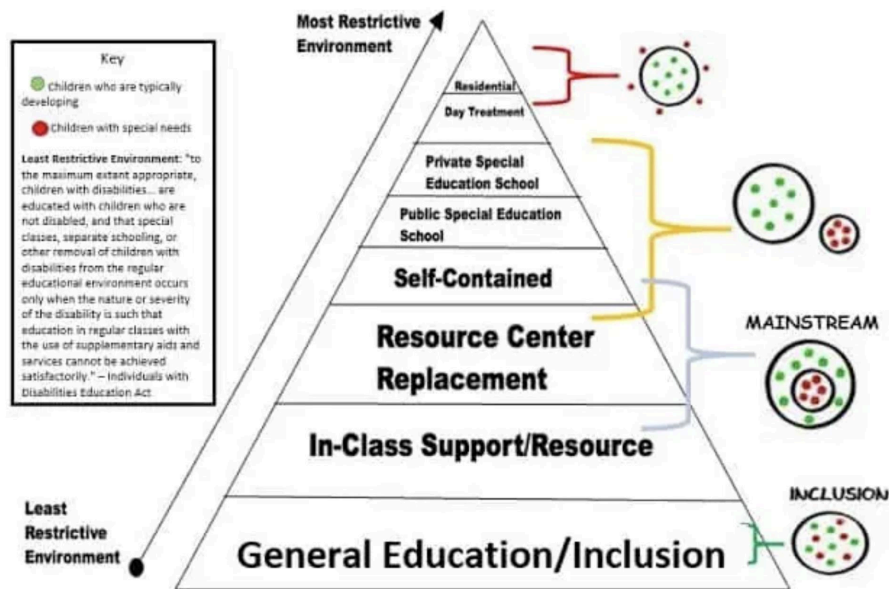 Most Restrictive
Environment
Key
Children who are typically
developing
Children with special needs
Least Restrictive Environment: "to
the maximum extent appropriate,
children with disabilities... are
educated with children who are
not disabled, and that special
classes, separate schooling, or
other removal of children with
disabilities from the regular
educational environment occurs
only when the nature or severity
of the disability is such that
education in regular classes with
the use of supplementary aids and
services cannot be achieved
satisfactorily." – Individuals with
Disabilities Education Act
Residential
Day Treatment
Private Special
Education School
Public Special Education
School
Self-Contained
Resource Center
Replacement
In-Class Support/Resource
General Education/Inclusion
MAINSTREAM
INCLUSION
Least
Restrictive
Environment